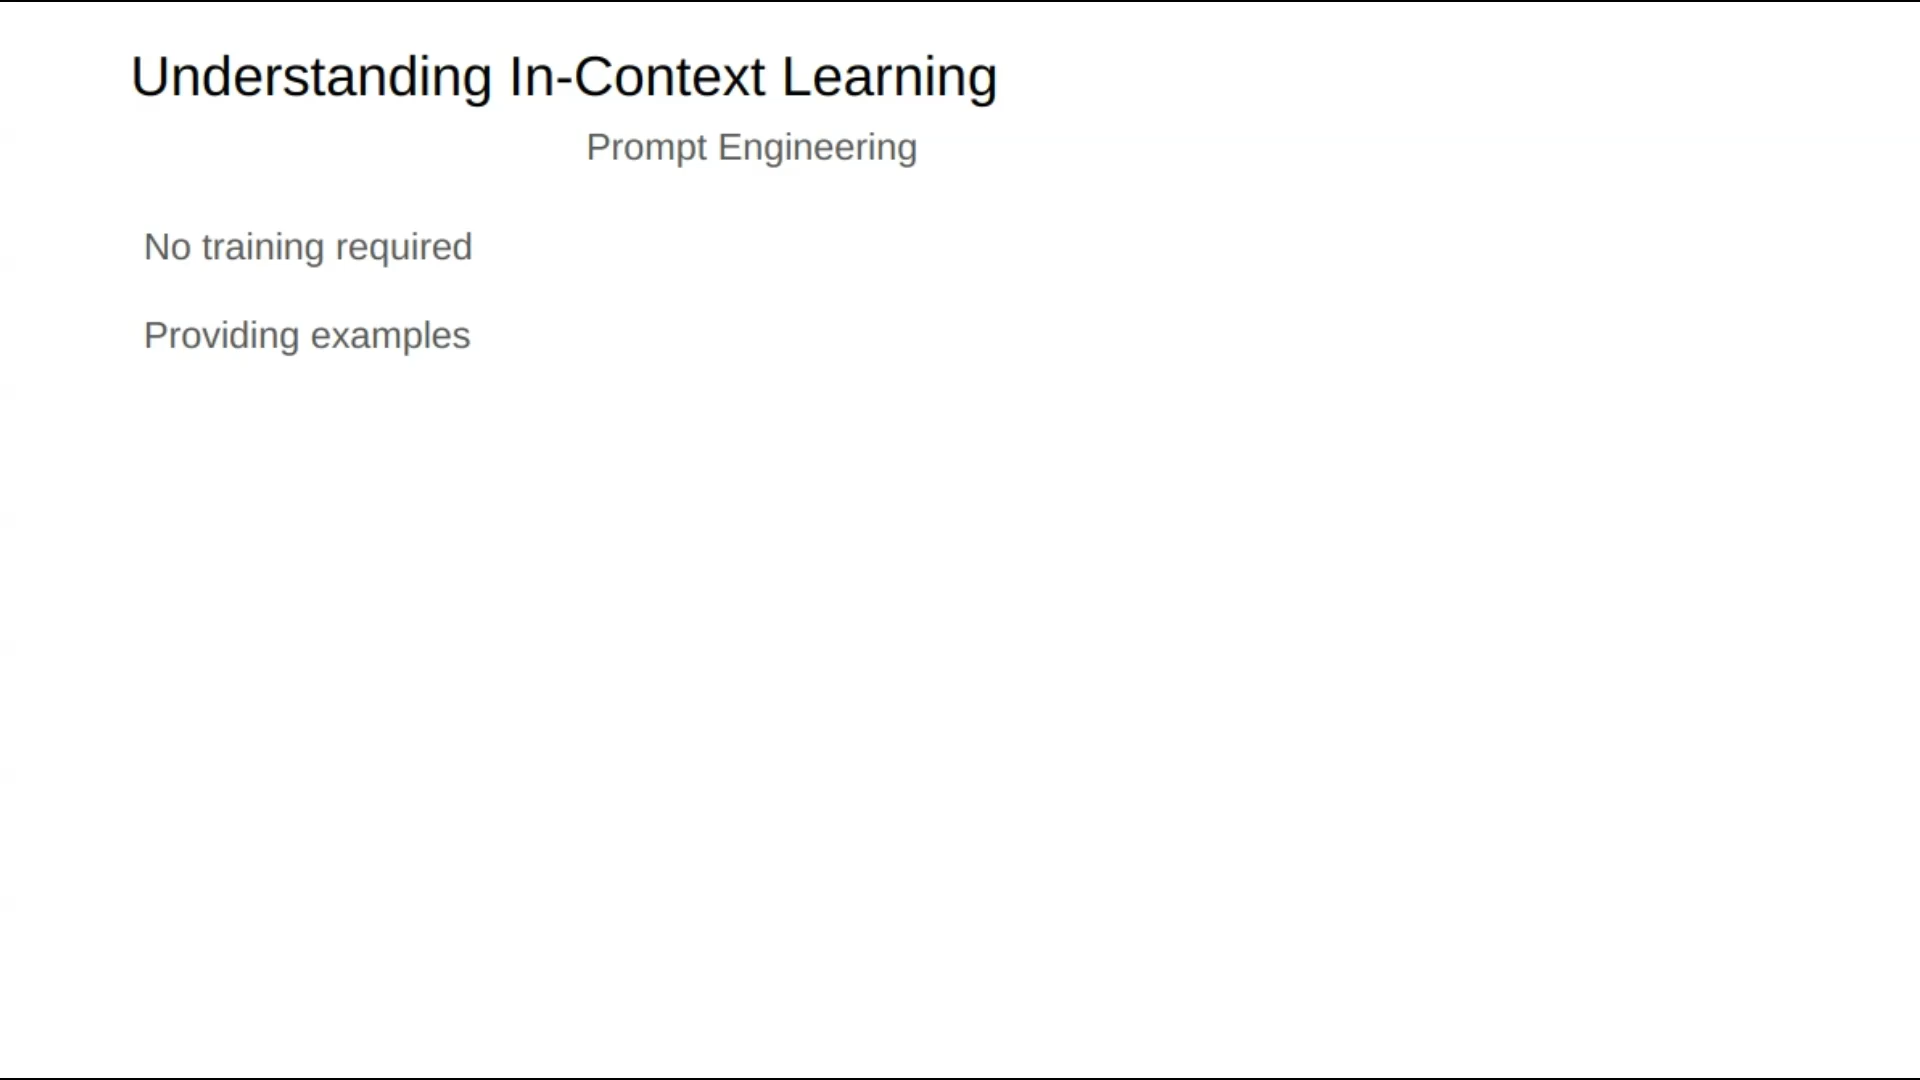 Understanding In-Context Learning
Prompt Engineering
No training required
Providing examples